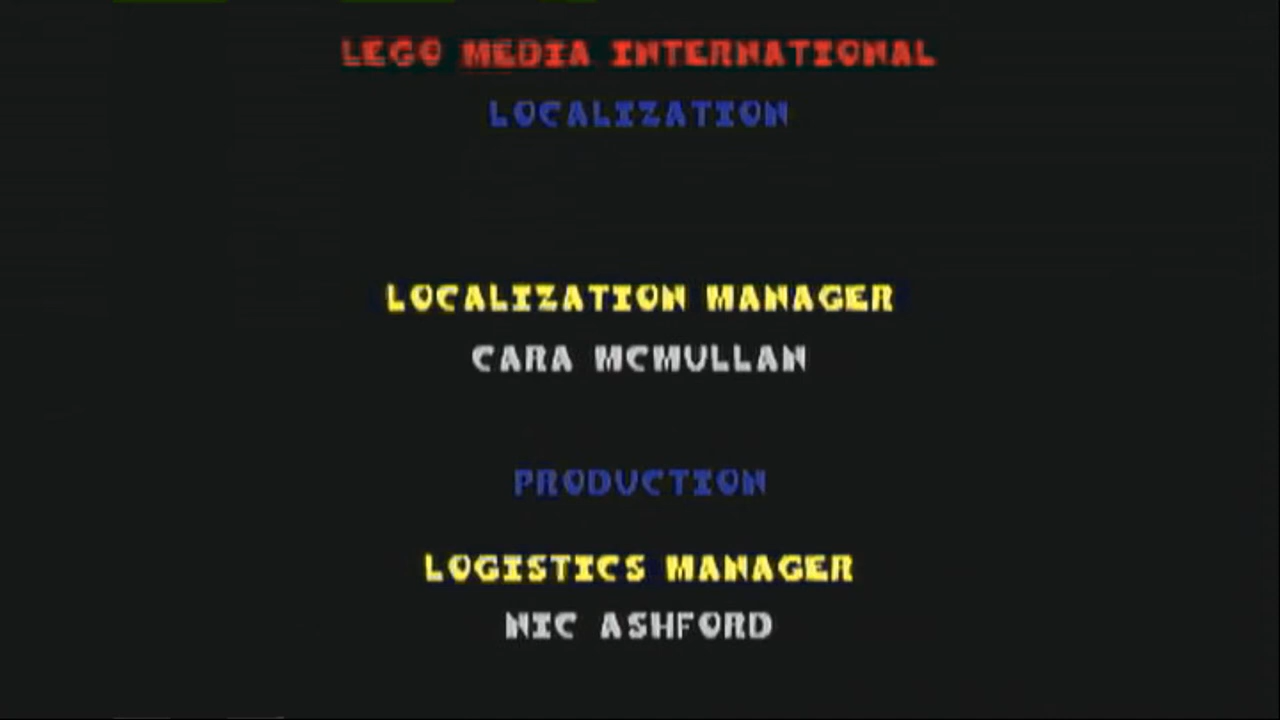 LEGO MEDIA INTERNATIONAL
LOCALIZATION
LOCALIZATION MANAGER
CARA MCMULLAN
PRODUCTION
LOGISTICS MANAGER
NIC ASHFORD